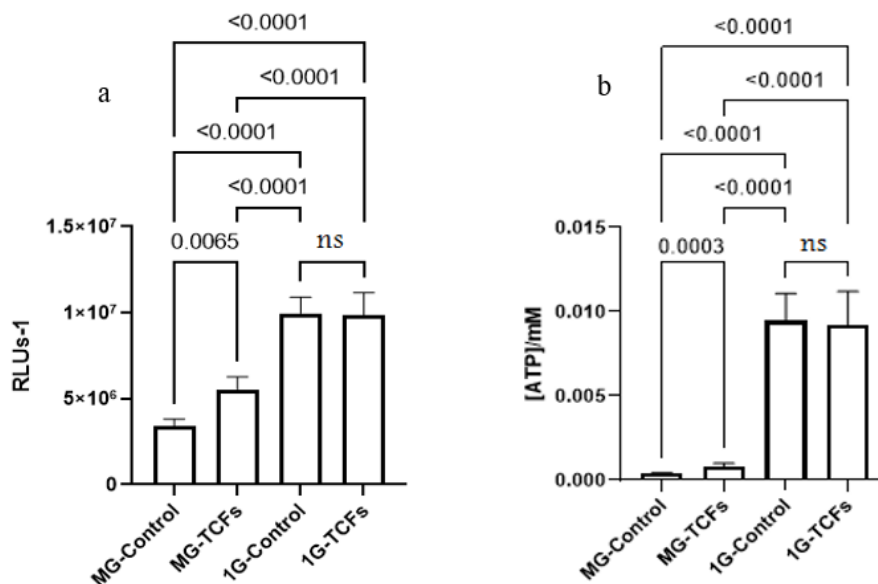 a
<0.0001
<0.0001
<0.0001
<0.0001
0.0065
ns
1.5×10⁷
1×10⁷
5×10⁶
0
RLUs-1
MG-Control
MG-TCFs
1G-Control
1G-TCFs
b
<0.0001
<0.0001
<0.0001
<0.0001
0.0003
ns
0.015
0.010
0.005
0.000
[ATP]/mM
MG-Control
MG-TCFs
1G-Control
1G-TCFs